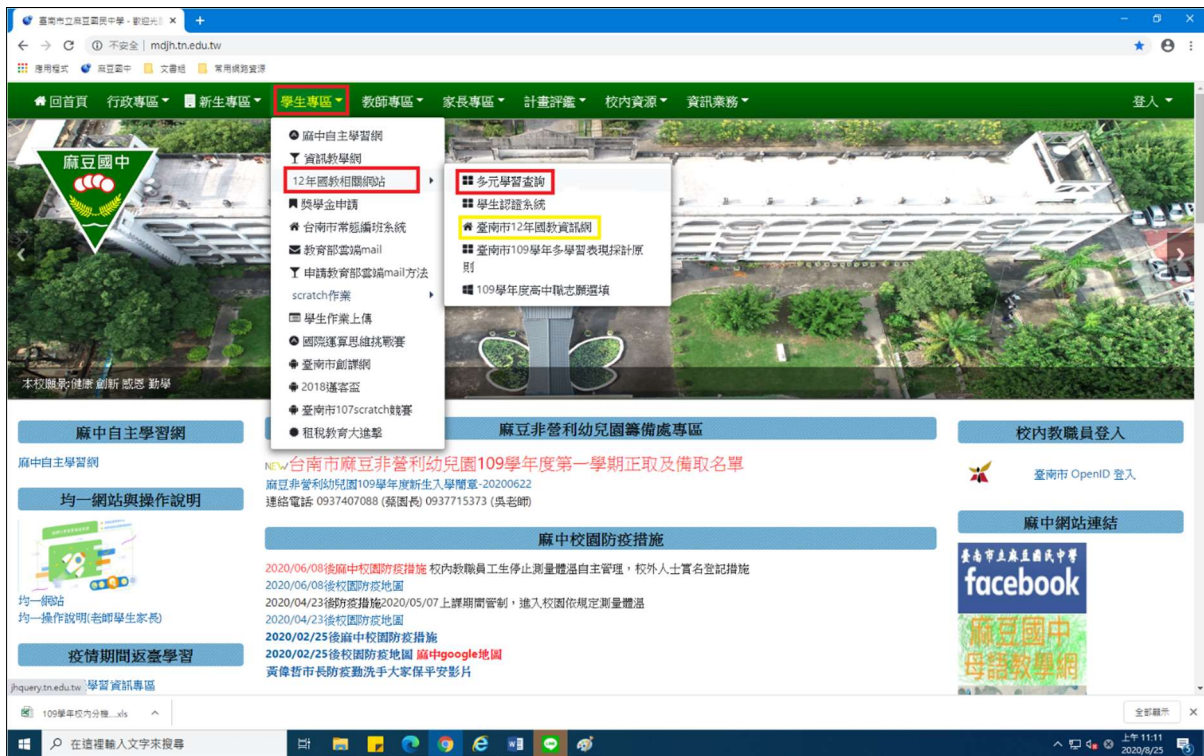 臺南市立麻豆國民中學 - 歡迎光
不安全 | mdjh.tn.edu.tw
應用程式 麻豆國中 文書組 常用網路資源
回首頁 行政專區 新生專區 學生專區 教師專區 家長專區 計畫評鑑 校內資源 資訊業務 登入
麻豆國中
麻中自主學習網
資訊教學網
12年國教相關網站
獎學金申請
台南市常態編班系統
教育部雲端mail
申請教育部雲端mail方法
scratch作業
學生作業上傳
國際運算思維挑戰賽
臺南市創課網
2018邁客盃
臺南市107scratch競賽
租稅教育大進擊
多元學習查詢
學生認證系統
臺南市12年國教資訊網
臺南市109學年多學習表現採計原
則
109學年度高中職志願選填
本校願景:健康 創新 感恩 勤學
麻中自主學習網
麻中自主學習網
均一網站與操作說明
均一網站
均一操作說明(老師學生家長)
疫情期間返臺學習
學習資訊專區
麻豆非營利幼兒園籌備處專區
NEW台南市麻豆非營利幼兒園109學年度第一學期正取及備取名單
麻豆非營利幼兒園109學年度新生入學簡章-20200622
連絡電話: 0937407088 (蔡園長) 0937715373 (吳老師)
麻中校園防疫措施
2020/06/08後麻中校園防疫措施 校內教職員工生停止測量體溫自主管理，校外人士實名登記措施
2020/06/08後校園防疫地圖
2020/04/23後防疫措施2020/05/07上課期間管制，進入校園依規定測量體溫
2020/04/23後校園防疫地圖
2020/02/25後麻中校園防疫措施
2020/02/25後校園防疫地圖 麻中google地圖
黃偉哲市長防疫勤洗手大家保平安影片
校內教職員登入
臺南市 OpenID 登入
麻中網站連結
臺南市立麻豆國民中學
facebook
麻豆國中
母語教學網
jhquery.tn.edu.tw
109學年校內分機....xls
全部顯示
在這裡輸入文字來搜尋
上午 11:11
2020/8/25